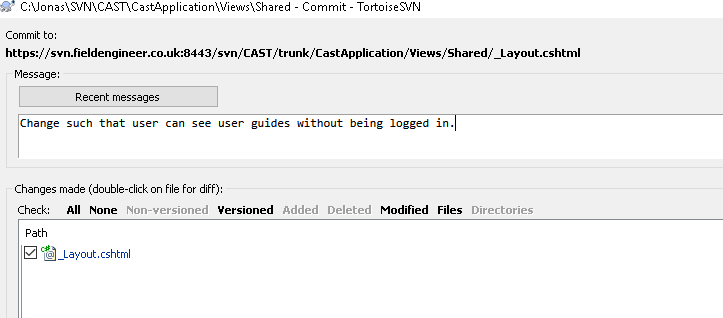 C:\Jonas\SVN\CAST\CastApplication\Views\Shared - Commit - TortoiseSVN
Commit to:
https://svn.fieldengineer.co.uk:8443/svn/CAST/trunk/CastApplication/Views/Shared/_Layout.cshtml
Message:
Recent messages
Change such that user can see user guides without being logged in.
Changes made (double-click on file for diff):
Check: All None Non-versioned Versioned Added Deleted Modified Files Directories
Path
_Layout.cshtml